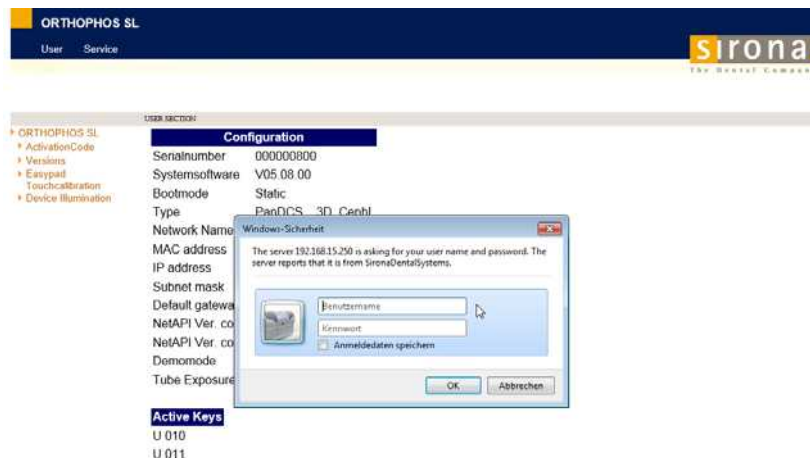 ORTHOPHOS SL
User Service
sirona
The Dental Compan
USER SECTION
ORTHOPHOS SL
ActivationCode
Versions
Easypad
Touchcalibration
Device Illumination
Configuration
Serialnumber 000000800
Systemsoftware V05.08.00
Bootmode Static
Type PanDCS 3D Cephl
Network Name
MAC address
IP address
Subnet mask
Default gatewa
NetAPI Ver. co
NetAPI Ver. co
Demomode
Tube Exposure
Windows-Sicherheit
The server 192.168.15.250 is asking for your user name and password. The
server reports that it is from SironaDentalSystems.
Benutzername
Kennwort
Anmeldedaten speichern
OK Abbrechen
Active Keys
U 010
U 011